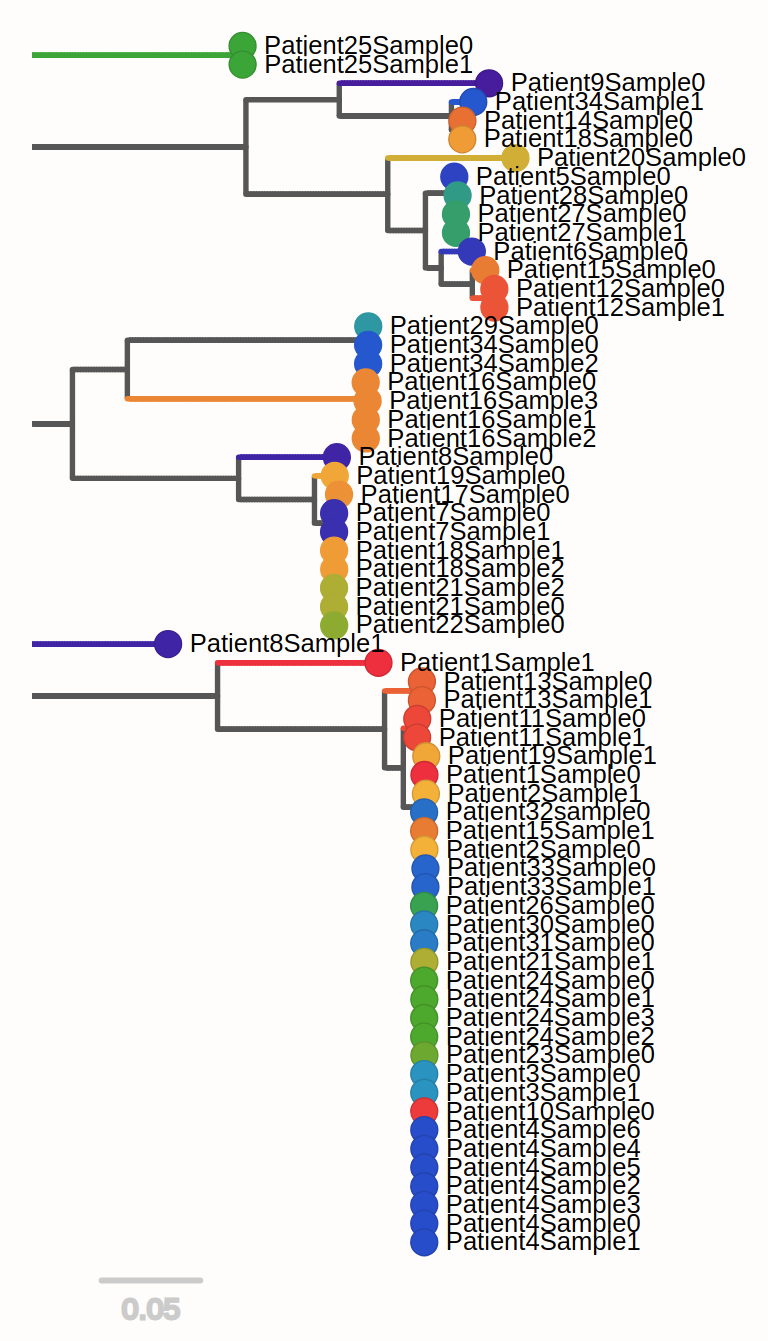 Patient25Sample0
Patient25Sample1
Patient9Sample0
Patient34Sample1
Patient14Sample0
Patient18Sample0
Patient20Sample0
Patient5Sample0
Patient28Sample0
Patient27Sample0
Patient27Sample1
Patient6Sample0
Patient15Sample0
Patient12Sample0
Patient12Sample1
Patient29Sample0
Patient34Sample0
Patient34Sample2
Patient16Sample0
Patient16Sample3
Patient16Sample1
Patient16Sample2
Patient8Sample0
Patient19Sample0
Patient17Sample0
Patient7Sample0
Patient7Sample1
Patient18Sample1
Patient18Sample2
Patient21Sample2
Patient21Sample0
Patient22Sample0
Patient8Sample1
Patient1Sample1
Patient13Sample0
Patient13Sample1
Patient11Sample0
Patient11Sample1
Patient19Sample1
Patient1Sample0
Patient2Sample1
Patient32sample0
Patient15Sample1
Patient2Sample0
Patient33Sample0
Patient33Sample1
Patient26Sample0
Patient30Sample0
Patient31Sample0
Patient21Sample1
Patient24Sample0
Patient24Sample1
Patient24Sample3
Patient24Sample2
Patient23Sample0
Patient3Sample0
Patient3Sample1
Patient10Sample0
Patient4Sample6
Patient4Sample4
Patient4Sample5
Patient4Sample2
Patient4Sample3
Patient4Sample0
Patient4Sample1
0.05